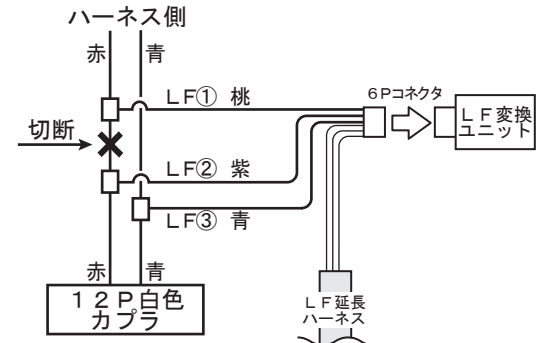 ハーネス側
赤
青
LF① 桃
6Pコネクタ
LF変換
ユニット
切断
LF② 紫
LF③ 青
赤
青
12P白色
カプラ
LF延長
ハーネス